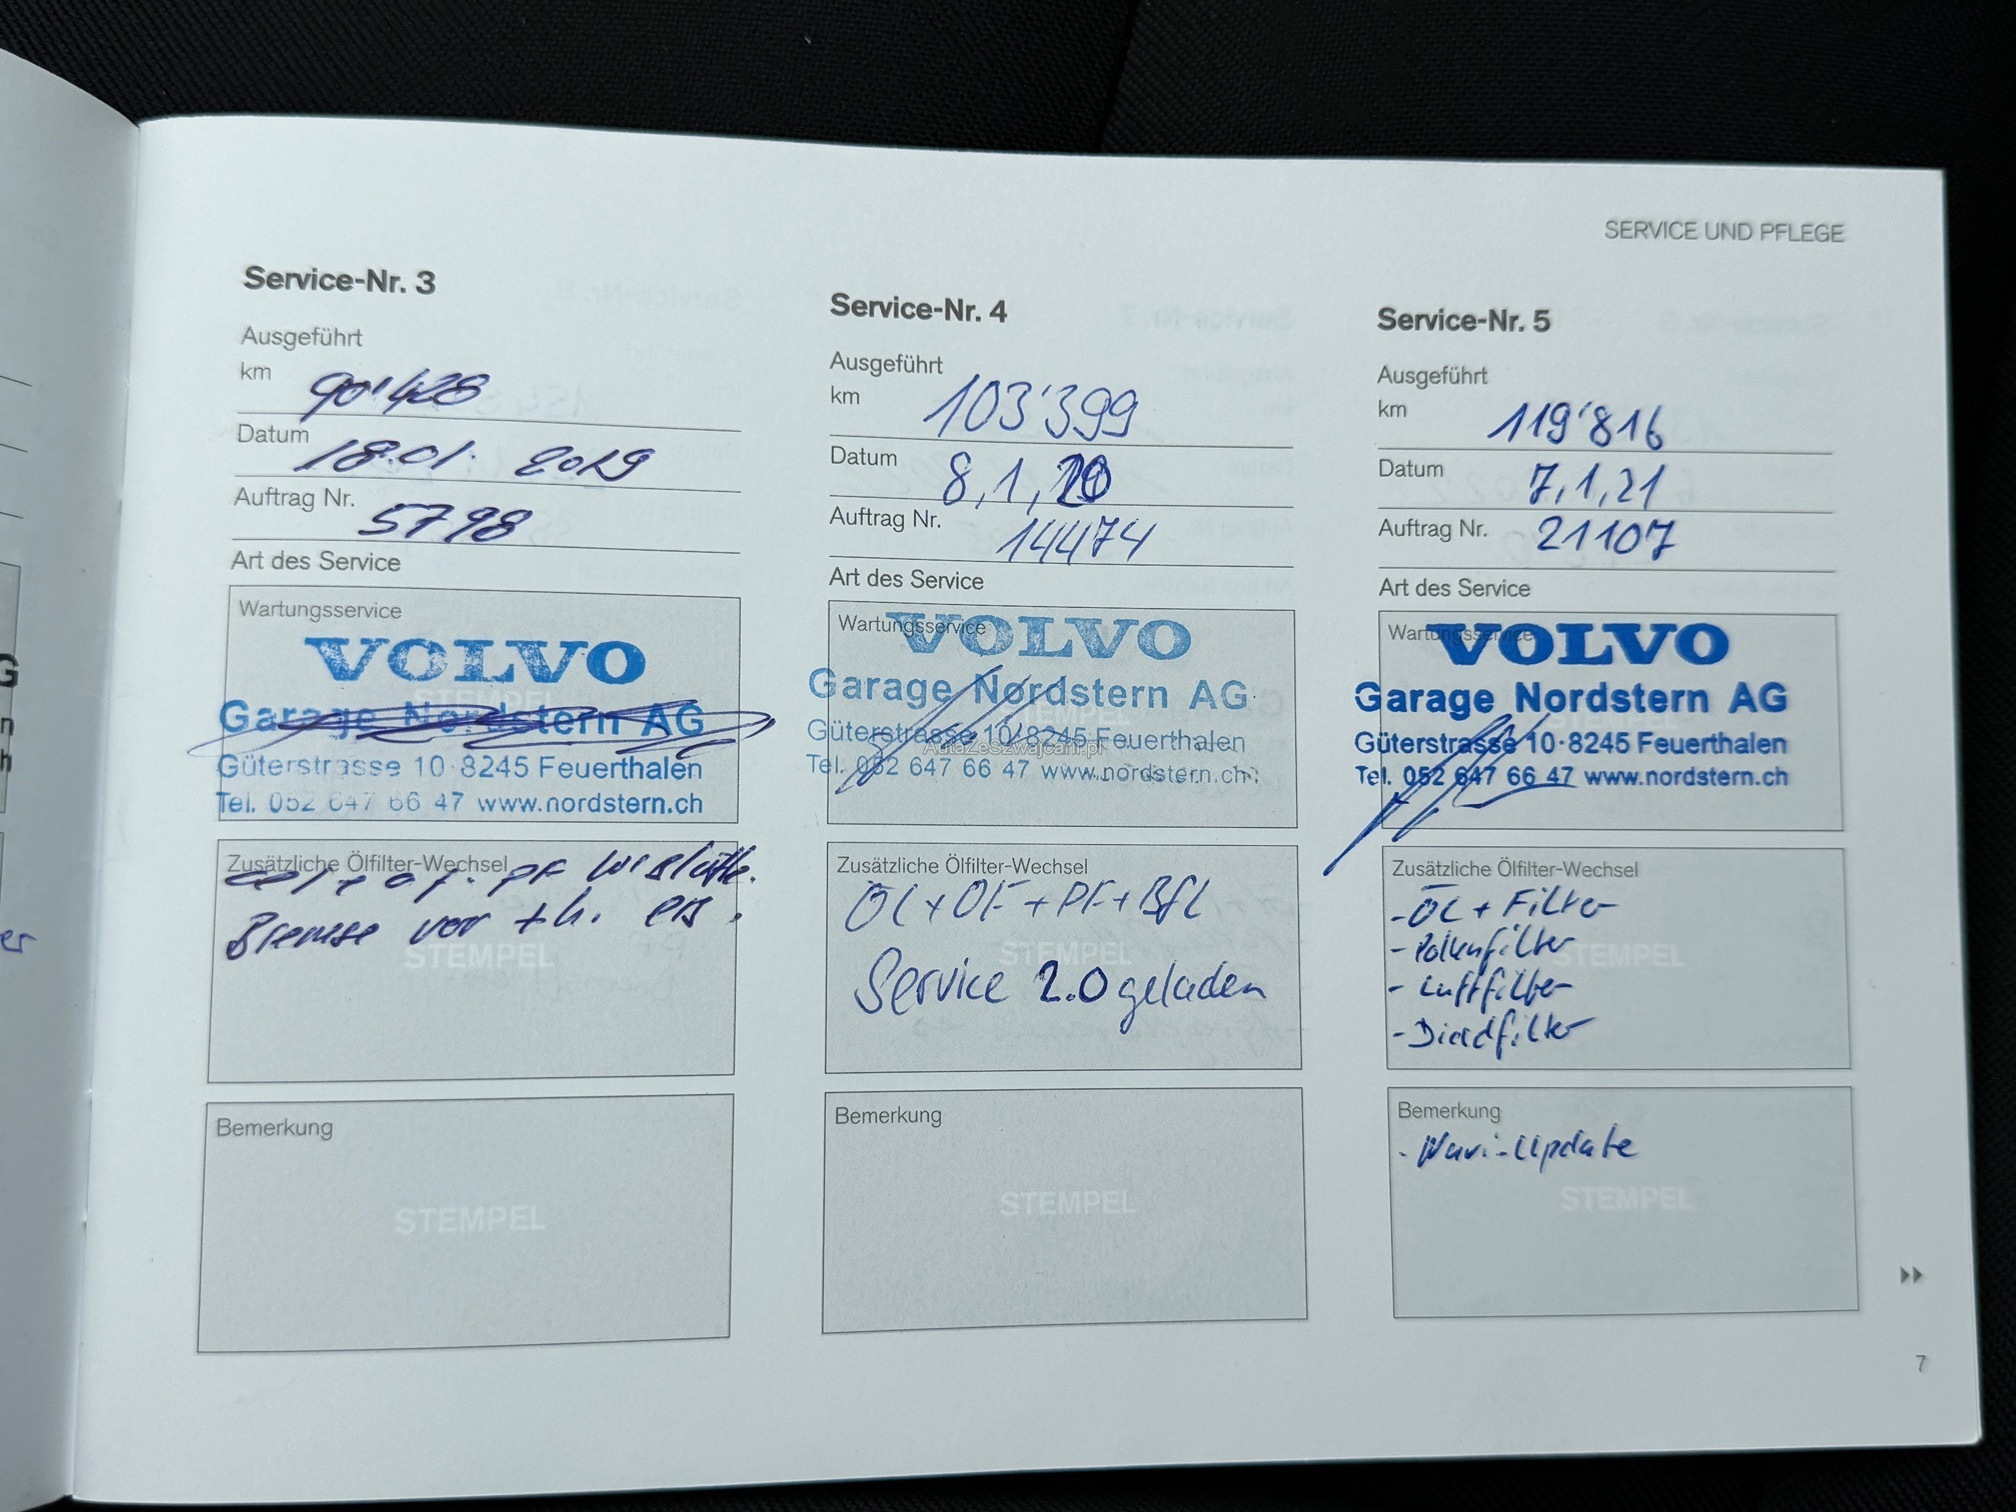 SERVICE UND PFLEGE
Service-Nr. 3
Ausgeführt
km 90'428
Datum 18.01. 2019
Auftrag Nr. 5798
Art des Service
Wartungsservice
VOLVO
Garage Nordstern AG
Güterstrasse 10·8245 Feuerthalen
Tel. 052 647 66 47 www.nordstern.ch
Zusätzliche Ölfilter-Wechsel
PF
Bremse vor + h. ers.
STEMPEL
Bemerkung
STEMPEL
Service-Nr. 4
Ausgeführt
km 103'399
Datum 8,1,20
Auftrag Nr. 14474
Art des Service
Wartungsservice
VOLVO
Garage Nordstern AG
STEMPEL
Güterstrasse 10·8245 Feuerthalen
AutaZeSzwajcarii.pl
Tel. 052 647 66 47 www.nordstern.ch
Zusätzliche Ölfilter-Wechsel
ÖL+OF+PF+BFL
STEMPEL
Service 2.0 geladen
Bemerkung
STEMPEL
Service-Nr. 5
Ausgeführt
km 119'816
Datum 7,1,21
Auftrag Nr. 21107
Art des Service
Wartungsservice
VOLVO
Garage Nordstern AG
Güterstrasse 10·8245 Feuerthalen
Tel. 052 647 66 47 www.nordstern.ch
Zusätzliche Ölfilter-Wechsel
-ÖL + Filter
- Pollenfilter
STEMPEL
- Luftfilter
Bemerkung
- Navi-Update
STEMPEL
7